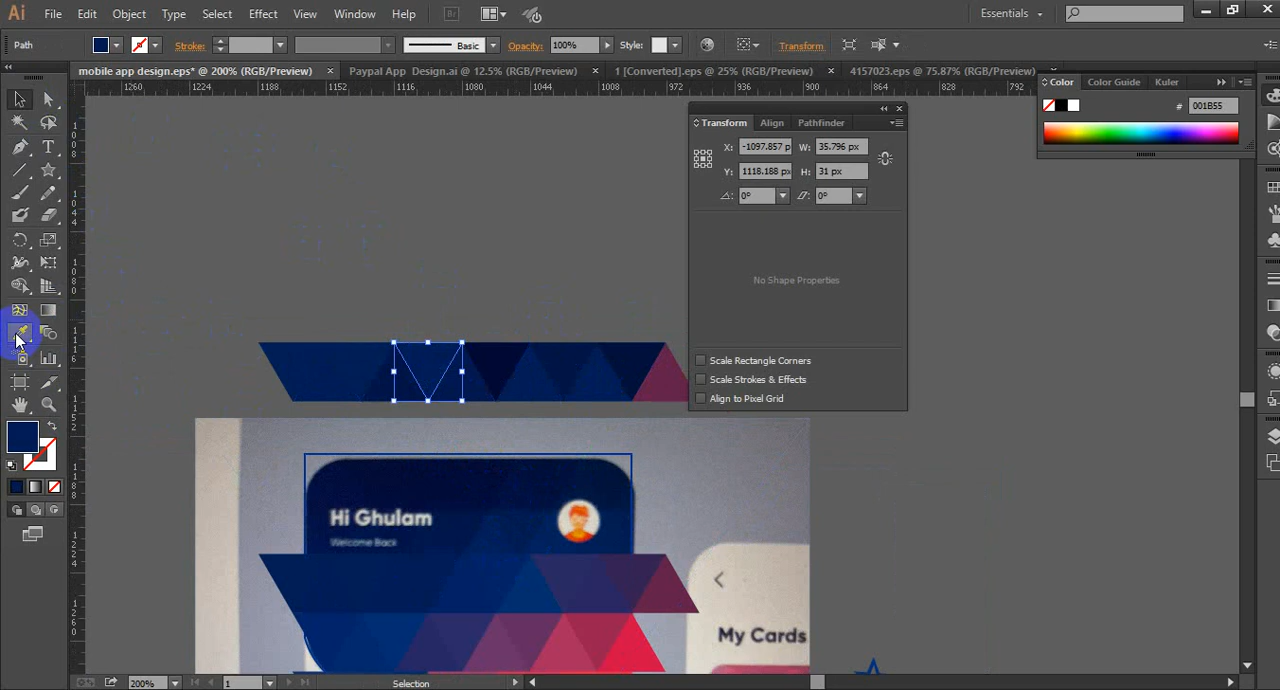 Ai File Edit Object Type Select Effect View Window Help Br Essentials
Path Stroke: Basic Opacity: 100% Style: Transform
mobile app design.eps* @ 200% (RGB/Preview) × Paypal App Design.ai @ 12.5% (RGB/Preview) × 1 [Converted].eps @ 25% (RGB/Preview) × 4157023.eps @ 75.87% (RGB/Preview)
Color Color Guide Kuler
1260 1224 1188 1152 1116 1080 1044 1008 972 936 900 864 828 792
# 001B55
Transform Align Pathfinder
X: -1097.857 p W: 35.796 px
Y: 1118.188 px H: 31 px
0° 0°
No Shape Properties
Scale Rectangle Corners
Scale Strokes & Effects
Align to Pixel Grid
Hi Ghulam
Welcome Back
My Cards
200% 1 Selection